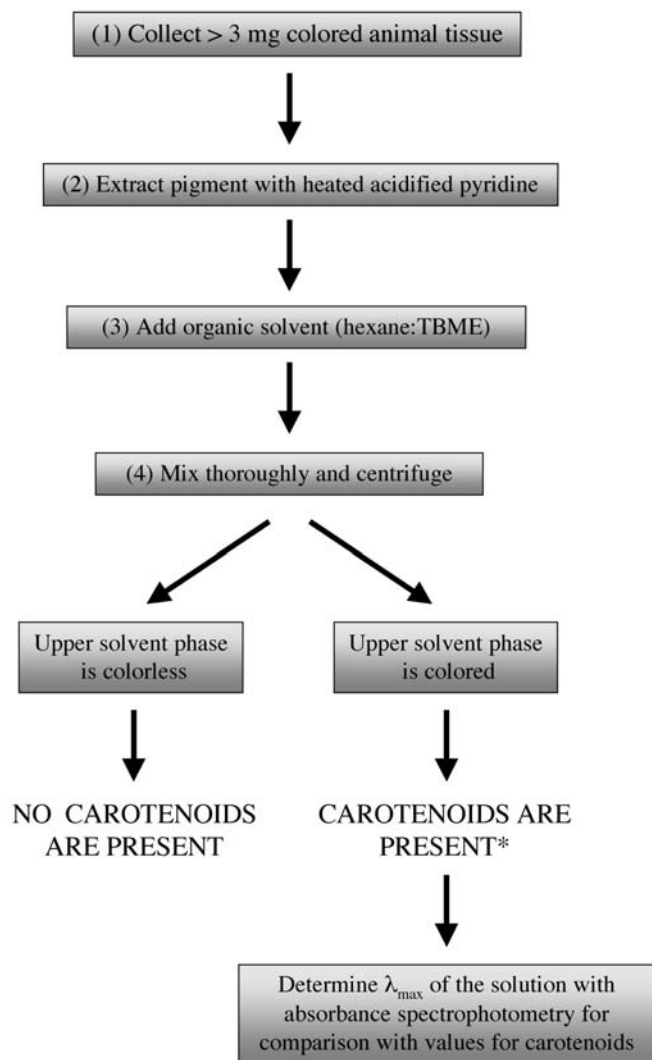 (1) Collect > 3 mg colored animal tissue
(2) Extract pigment with heated acidified pyridine
(3) Add organic solvent (hexane:TBME)
(4) Mix thoroughly and centrifuge
Upper solvent phase
is colorless
Upper solvent phase
is colored
NO CAROTENOIDS
ARE PRESENT
CAROTENOIDS ARE
PRESENT*
Determine λmax of the solution with
absorbance spectrophotometry for
comparison with values for carotenoids